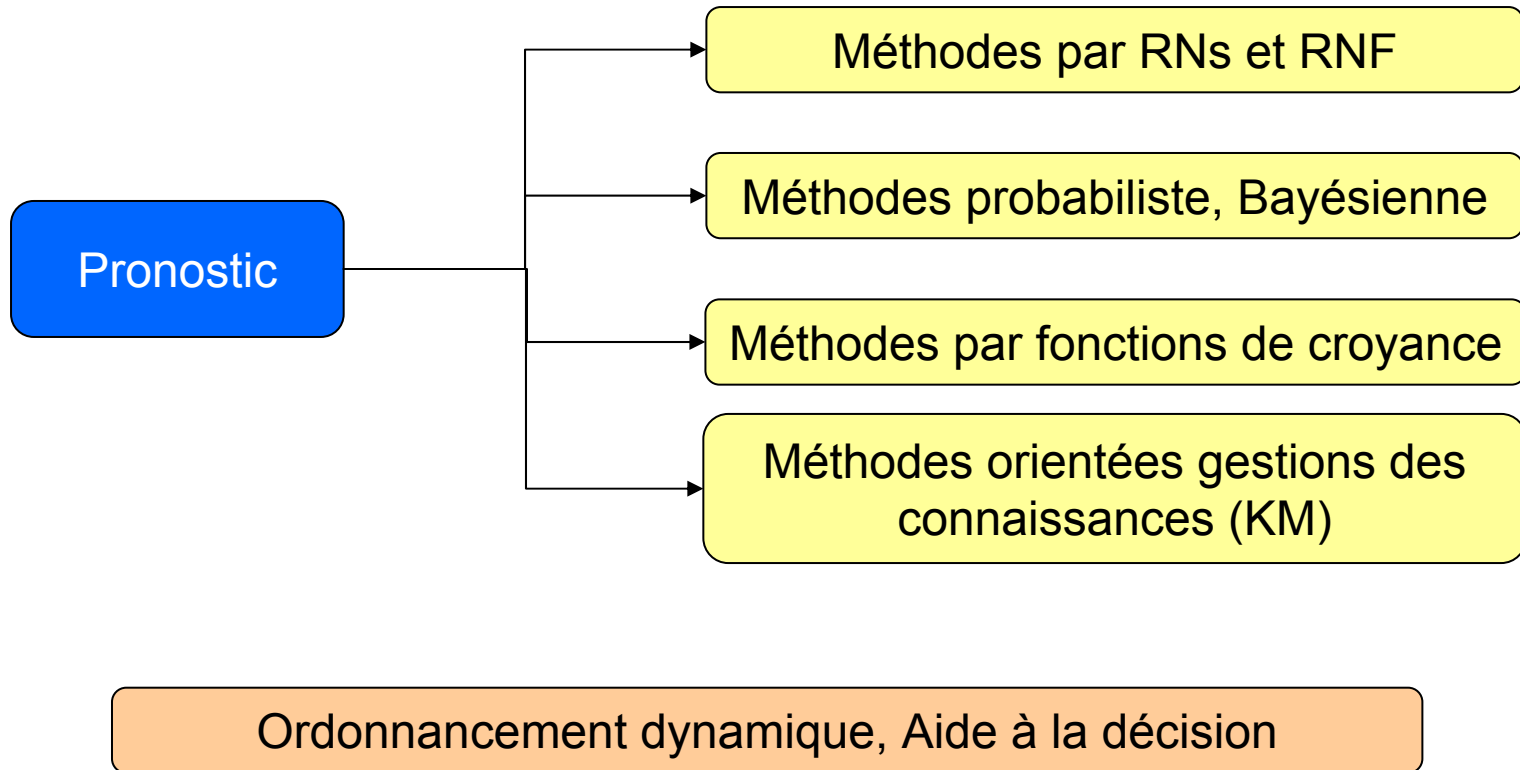 Méthodes par RNs et RNF
Méthodes probabiliste, Bayésienne
Pronostic
Méthodes par fonctions de croyance
Méthodes orientées gestions des
connaissances (KM)
Ordonnancement dynamique, Aide à la décision